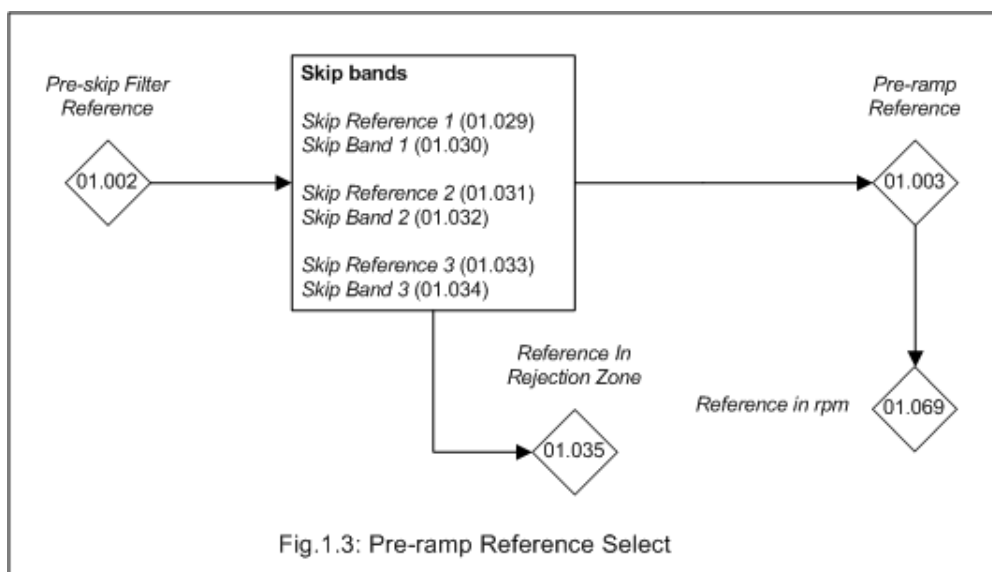 Pre-skip Filter
Reference
01.002
Skip bands
Skip Reference 1 (01.029)
Skip Band 1 (01.030)
Skip Reference 2 (01.031)
Skip Band 2 (01.032)
Skip Reference 3 (01.033)
Skip Band 3 (01.034)
Pre-ramp
Reference
01.003
Reference In
Rejection Zone
01.035
Reference in rpm
01.069
Fig.1.3: Pre-ramp Reference Select